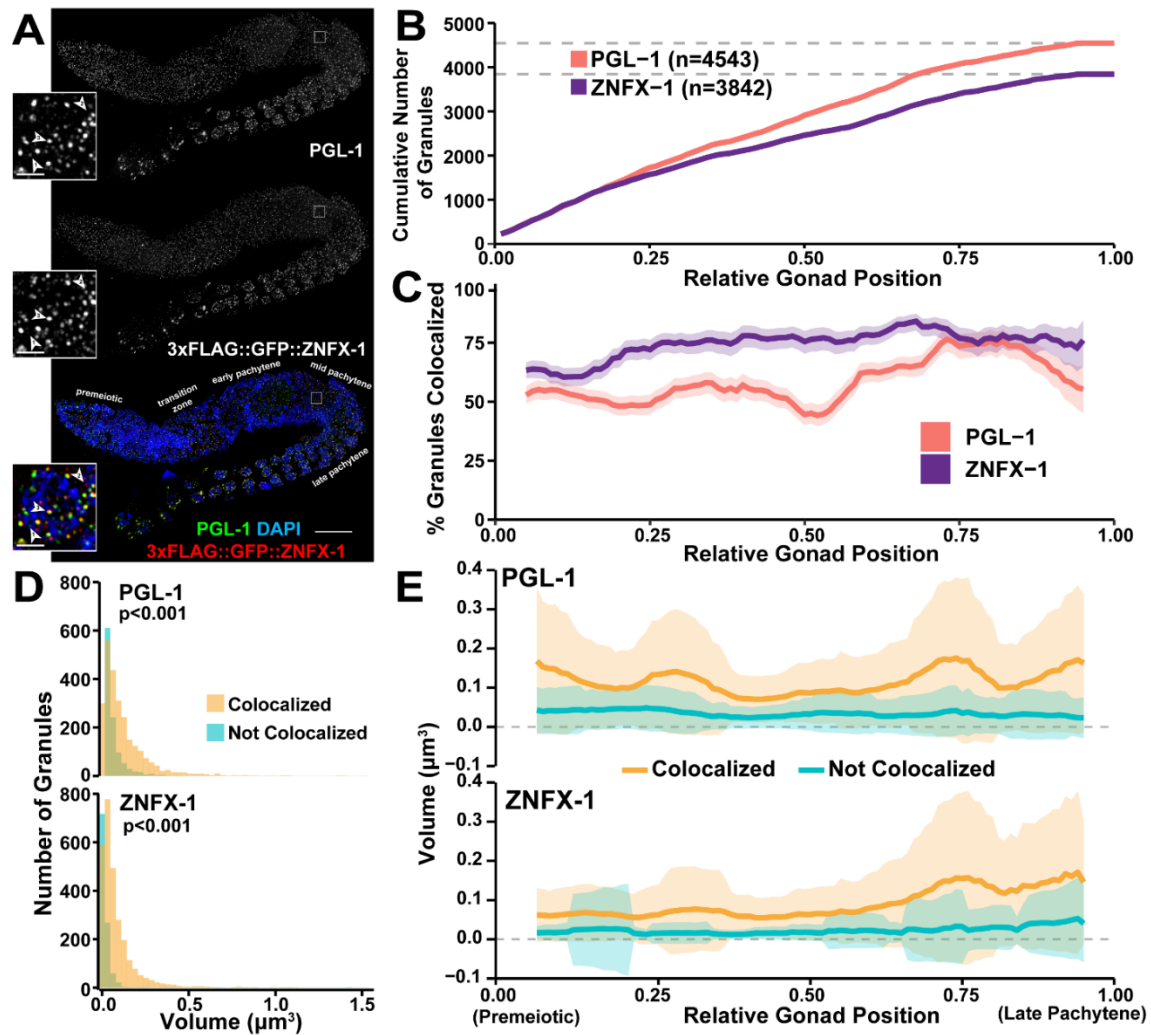 A
PGL-1
3xFLAG::GFP::ZNFX-1
premeiotic
transition
zone
early pachytene
mid pachytene
late pachytene
PGL-1 DAPI
3xFLAG::GFP::ZNFX-1
B
Cumulative Number
of Granules
5000
4000
3000
2000
1000
0
PGL−1 (n=4543)
ZNFX−1 (n=3842)
0.00
0.25
0.50
0.75
1.00
Relative Gonad Position
C
% Granules Colocalized
100
75
50
25
0
PGL−1
ZNFX−1
0.00
0.25
0.50
0.75
1.00
Relative Gonad Position
D
Number of Granules
800
600
400
200
0
PGL-1
p<0.001
Colocalized
Not Colocalized
800
600
400
200
0
ZNFX-1
p<0.001
0.0
0.5
1.0
1.5
Volume (µm³)
E
Volume (µm³)
PGL-1
0.4
0.3
0.2
0.1
0.0
−0.1
Colocalized
Not Colocalized
ZNFX-1
0.4
0.3
0.2
0.1
0.0
−0.1
0.00
0.25
0.50
0.75
1.00
(Premeiotic)
Relative Gonad Position
(Late Pachytene)